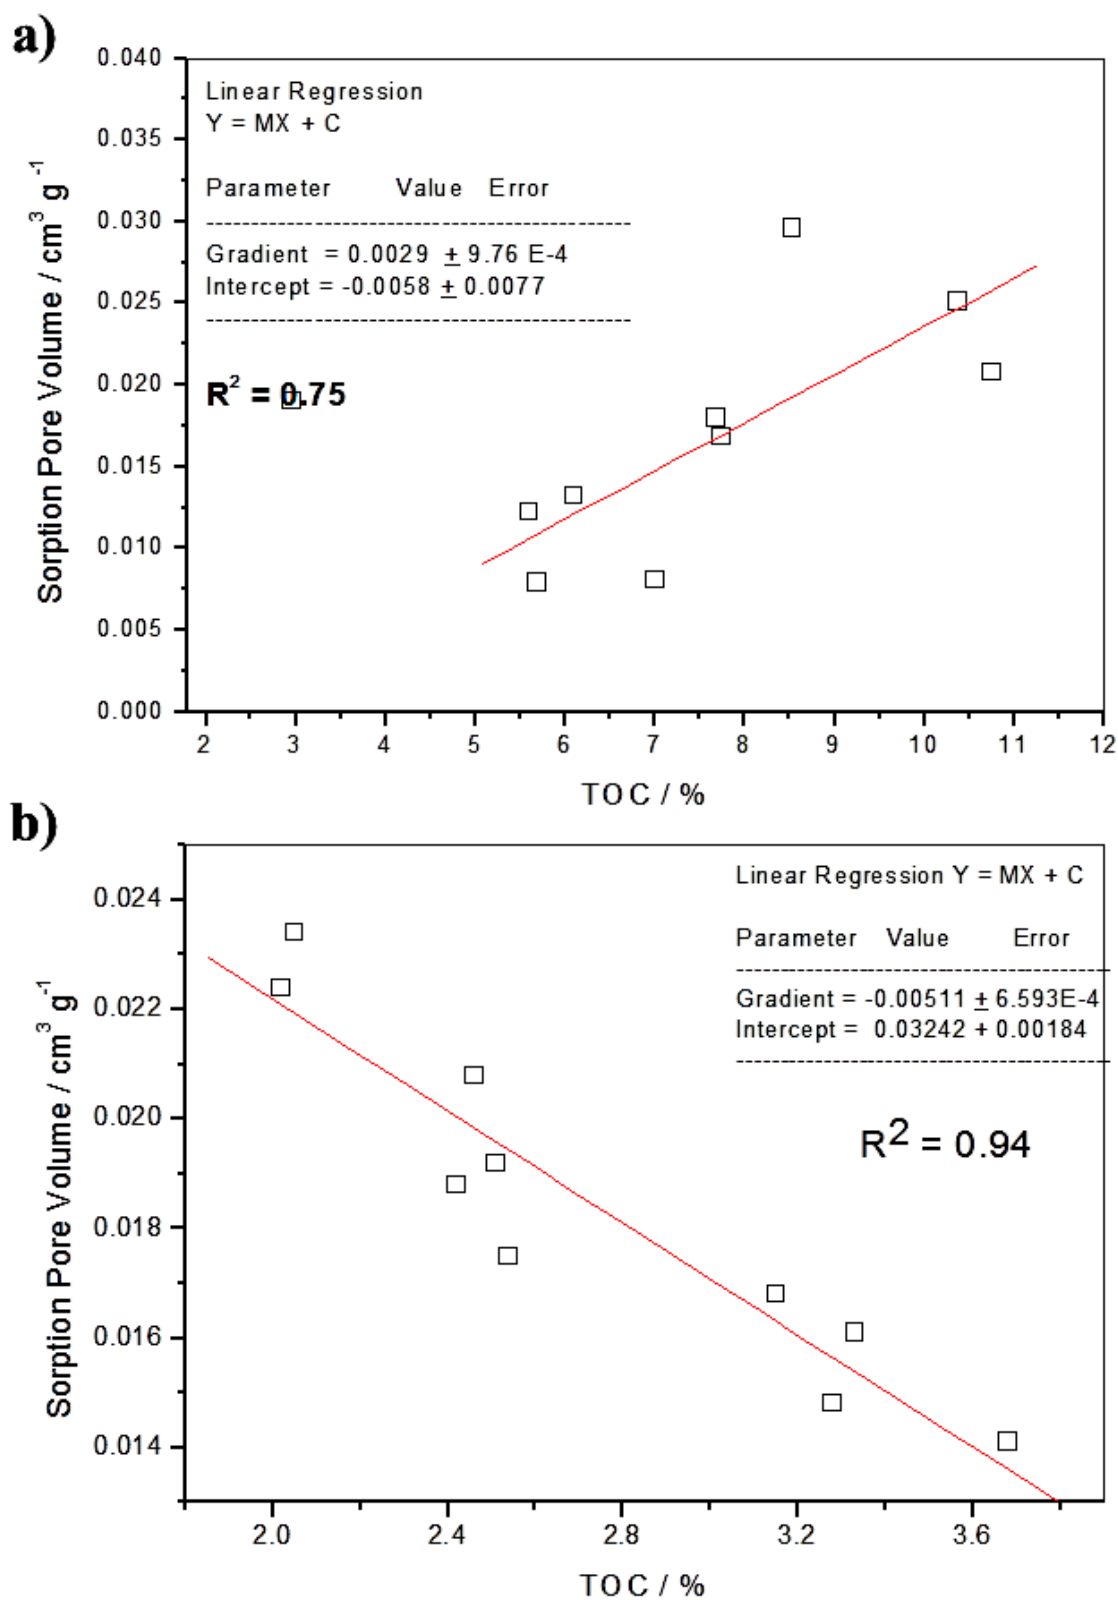 a)
0.040
0.035
0.030
0.025
0.020
0.015
0.010
0.005
0.000
Sorption Pore Volume / cm³ g⁻¹
Linear Regression
Y = MX + C
Parameter Value Error
--------------------------------------------------
Gradient = 0.0029 ± 9.76 E-4
Intercept = -0.0058 ± 0.0077
--------------------------------------------------
R² = 0.75
2 3 4 5 6 7 8 9 10 11 12
TOC / %
b)
0.024
0.022
0.020
0.018
0.016
0.014
Sorption Pore Volume / cm³ g⁻¹
Linear Regression Y = MX + C
Parameter Value Error
--------------------------------------------------
Gradient = -0.00511 ± 6.593E-4
Intercept = 0.03242 + 0.00184
--------------------------------------------------
R² = 0.94
2.0 2.4 2.8 3.2 3.6
TOC / %